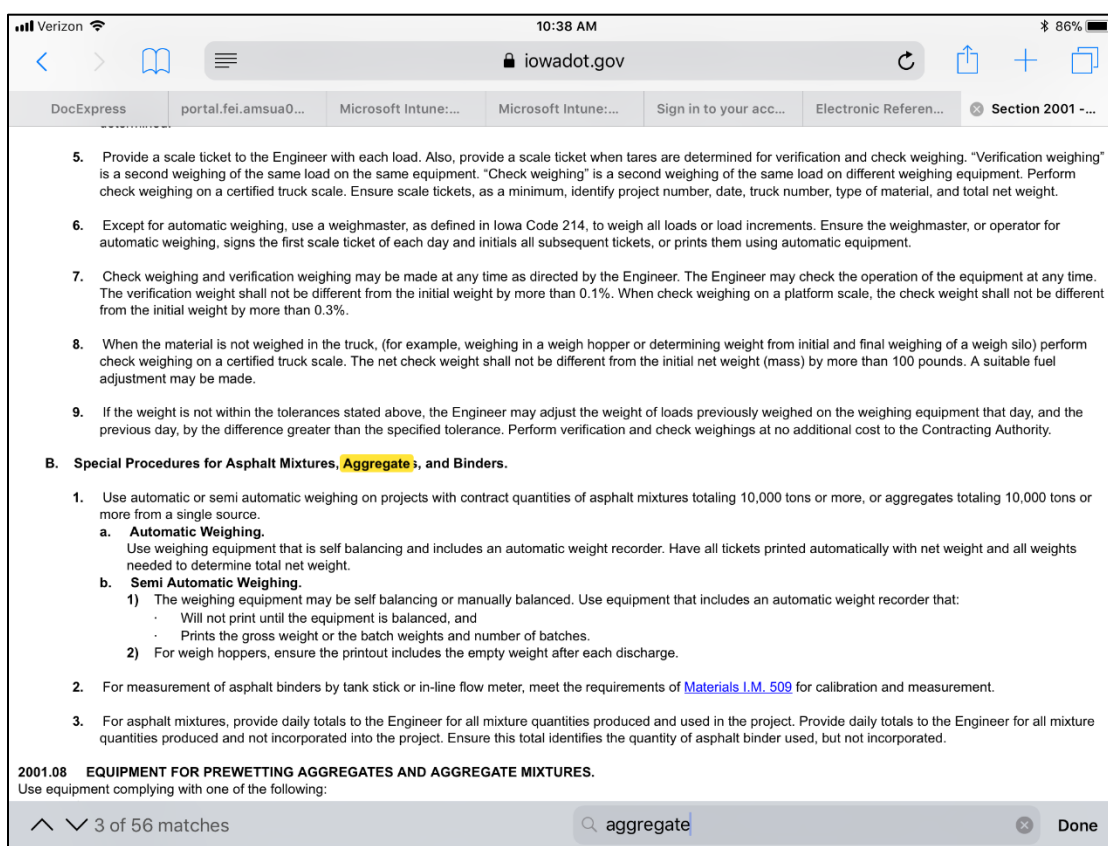 Verizon 10:38 AM 86%
iowadot.gov
DocExpress portal.fei.amsua0... Microsoft Intune:... Microsoft Intune:... Sign in to your acc... Electronic Referen... Section 2001 -...
5. Provide a scale ticket to the Engineer with each load. Also, provide a scale ticket when tares are determined for verification and check weighing. “Verification weighing”
is a second weighing of the same load on the same equipment. “Check weighing” is a second weighing of the same load on different weighing equipment. Perform
check weighing on a certified truck scale. Ensure scale tickets, as a minimum, identify project number, date, truck number, type of material, and total net weight.
6. Except for automatic weighing, use a weighmaster, as defined in Iowa Code 214, to weigh all loads or load increments. Ensure the weighmaster, or operator for
automatic weighing, signs the first scale ticket of each day and initials all subsequent tickets, or prints them using automatic equipment.
7. Check weighing and verification weighing may be made at any time as directed by the Engineer. The Engineer may check the operation of the equipment at any time.
The verification weight shall not be different from the initial weight by more than 0.1%. When check weighing on a platform scale, the check weight shall not be different
from the initial weight by more than 0.3%.
8. When the material is not weighed in the truck, (for example, weighing in a weigh hopper or determining weight from initial and final weighing of a weigh silo) perform
check weighing on a certified truck scale. The net check weight shall not be different from the initial net weight (mass) by more than 100 pounds. A suitable fuel
adjustment may be made.
9. If the weight is not within the tolerances stated above, the Engineer may adjust the weight of loads previously weighed on the weighing equipment that day, and the
previous day, by the difference greater than the specified tolerance. Perform verification and check weighings at no additional cost to the Contracting Authority.
B. Special Procedures for Asphalt Mixtures, Aggregates, and Binders.
1. Use automatic or semi automatic weighing on projects with contract quantities of asphalt mixtures totaling 10,000 tons or more, or aggregates totaling 10,000 tons or
more from a single source.
a. Automatic Weighing.
Use weighing equipment that is self balancing and includes an automatic weight recorder. Have all tickets printed automatically with net weight and all weights
needed to determine total net weight.
b. Semi Automatic Weighing.
1) The weighing equipment may be self balancing or manually balanced. Use equipment that includes an automatic weight recorder that:
· Will not print until the equipment is balanced, and
· Prints the gross weight or the batch weights and number of batches.
2) For weigh hoppers, ensure the printout includes the empty weight after each discharge.
2. For measurement of asphalt binders by tank stick or in-line flow meter, meet the requirements of Materials I.M. 509 for calibration and measurement.
3. For asphalt mixtures, provide daily totals to the Engineer for all mixture quantities produced and used in the project. Provide daily totals to the Engineer for all mixture
quantities produced and not incorporated into the project. Ensure this total identifies the quantity of asphalt binder used, but not incorporated.
2001.08 EQUIPMENT FOR PREWETTING AGGREGATES AND AGGREGATE MIXTURES.
Use equipment complying with one of the following:
3 of 56 matches aggregate Done